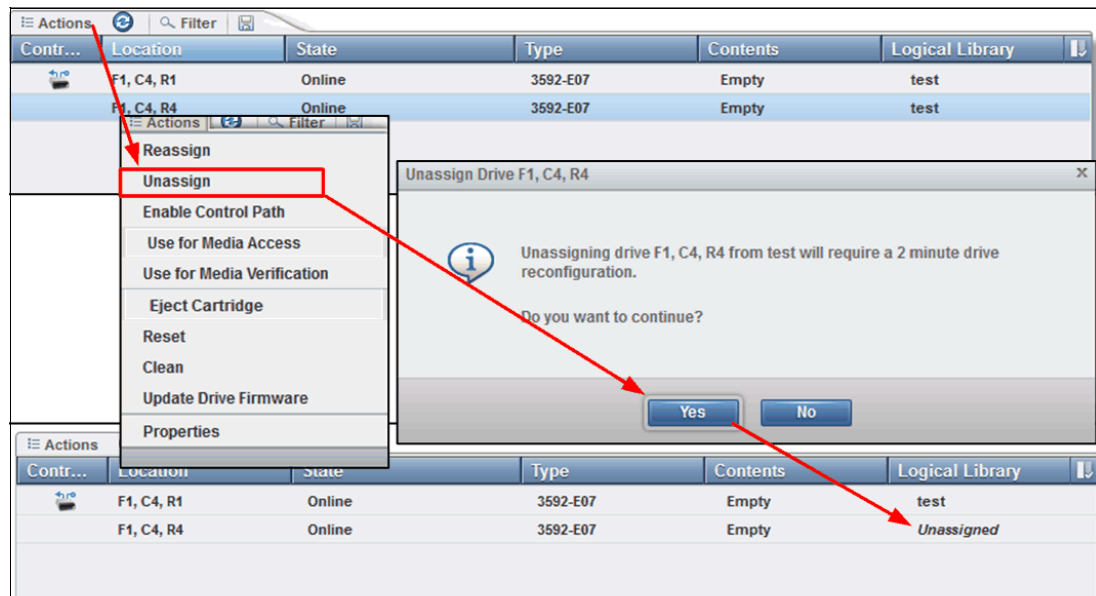 Actions Filter
Contr... Location State Type Contents Logical Library
F1, C4, R1 Online 3592-E07 Empty test
F1, C4, R4 Online 3592-E07 Empty test
Actions Filter
Reassign
Unassign
Enable Control Path
Use for Media Access
Use for Media Verification
Eject Cartridge
Reset
Clean
Update Drive Firmware
Properties
Unassign Drive F1, C4, R4 x
Unassigning drive F1, C4, R4 from test will require a 2 minute drive
reconfiguration.
Do you want to continue?
Yes No
Actions
Contr... Location State Type Contents Logical Library
F1, C4, R1 Online 3592-E07 Empty test
F1, C4, R4 Online 3592-E07 Empty Unassigned